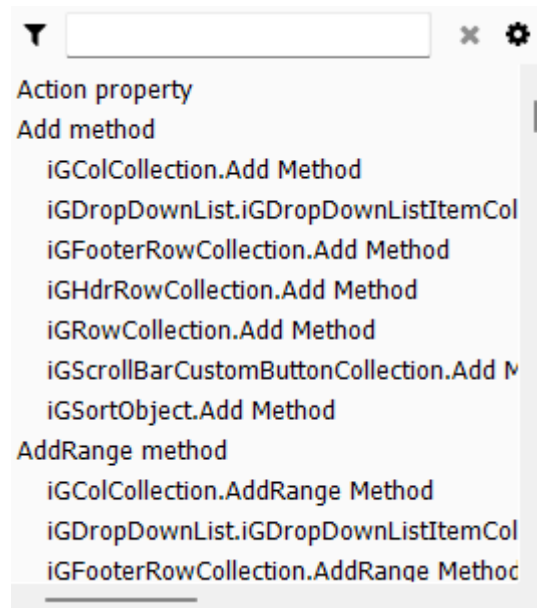 Action property
Add method
iGColCollection.Add Method
iGDropDownList.iGDropDownListItemCol
iGFooterRowCollection.Add Method
iGHdrRowCollection.Add Method
iGRowCollection.Add Method
iGScrollBarCustomButtonCollection.Add M
iGSortObject.Add Method
AddRange method
iGColCollection.AddRange Method
iGDropDownList.iGDropDownListItemCol
iGFooterRowCollection.AddRange Method